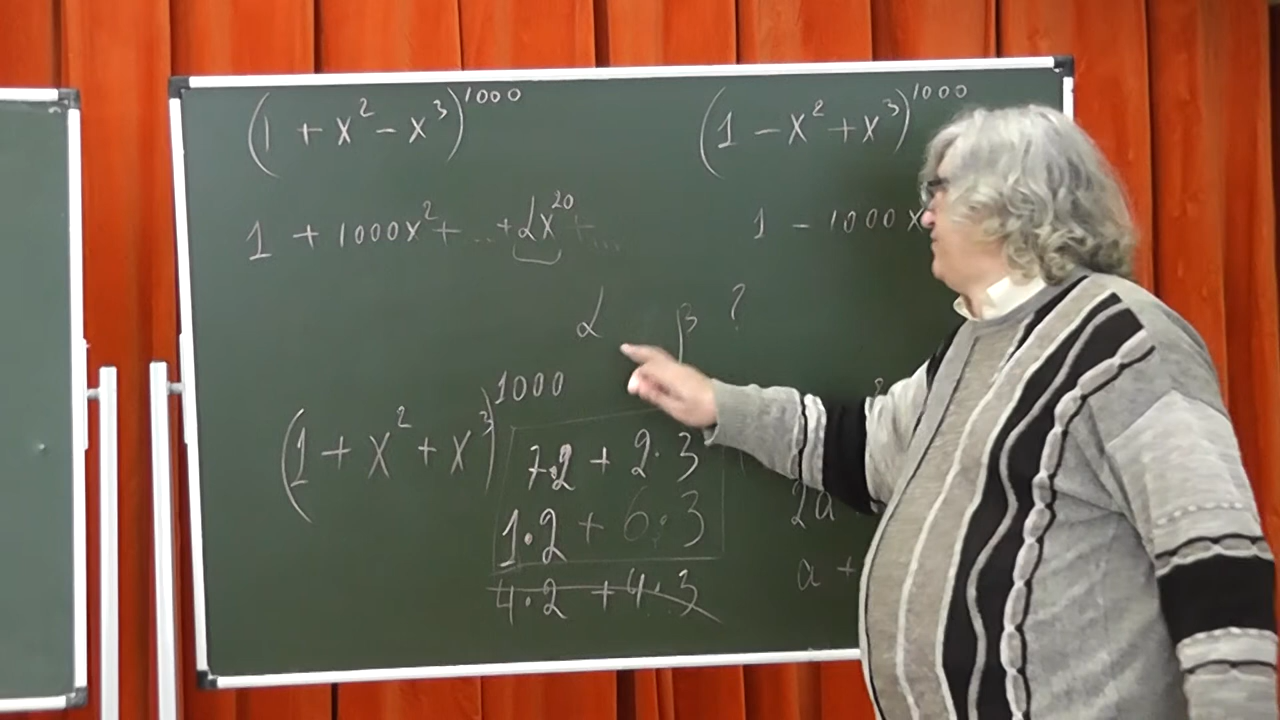 (1 + x² − x³)¹⁰⁰⁰
(1 − x² + x³)¹⁰⁰⁰
1 + 1000x² + ... + αx²⁰ + ...
1 − 1000x
α β ?
(1 + x² + x³)¹⁰⁰⁰
7·2 + 2·3
1·2 + 6·3
4·2 + 4·3
2a
a +